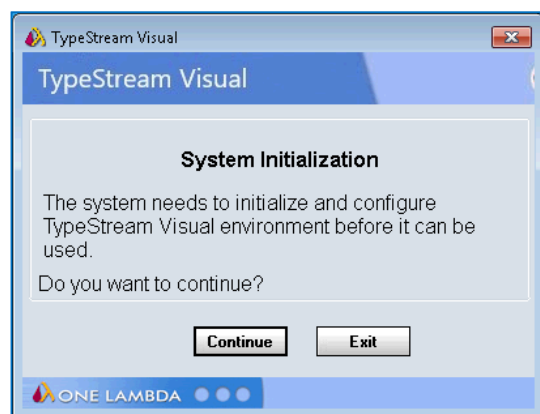 TypeStream Visual
TypeStream Visual
System Initialization
The system needs to initialize and configure
TypeStream Visual environment before it can be
used.
Do you want to continue?
Continue Exit
ONE LAMBDA